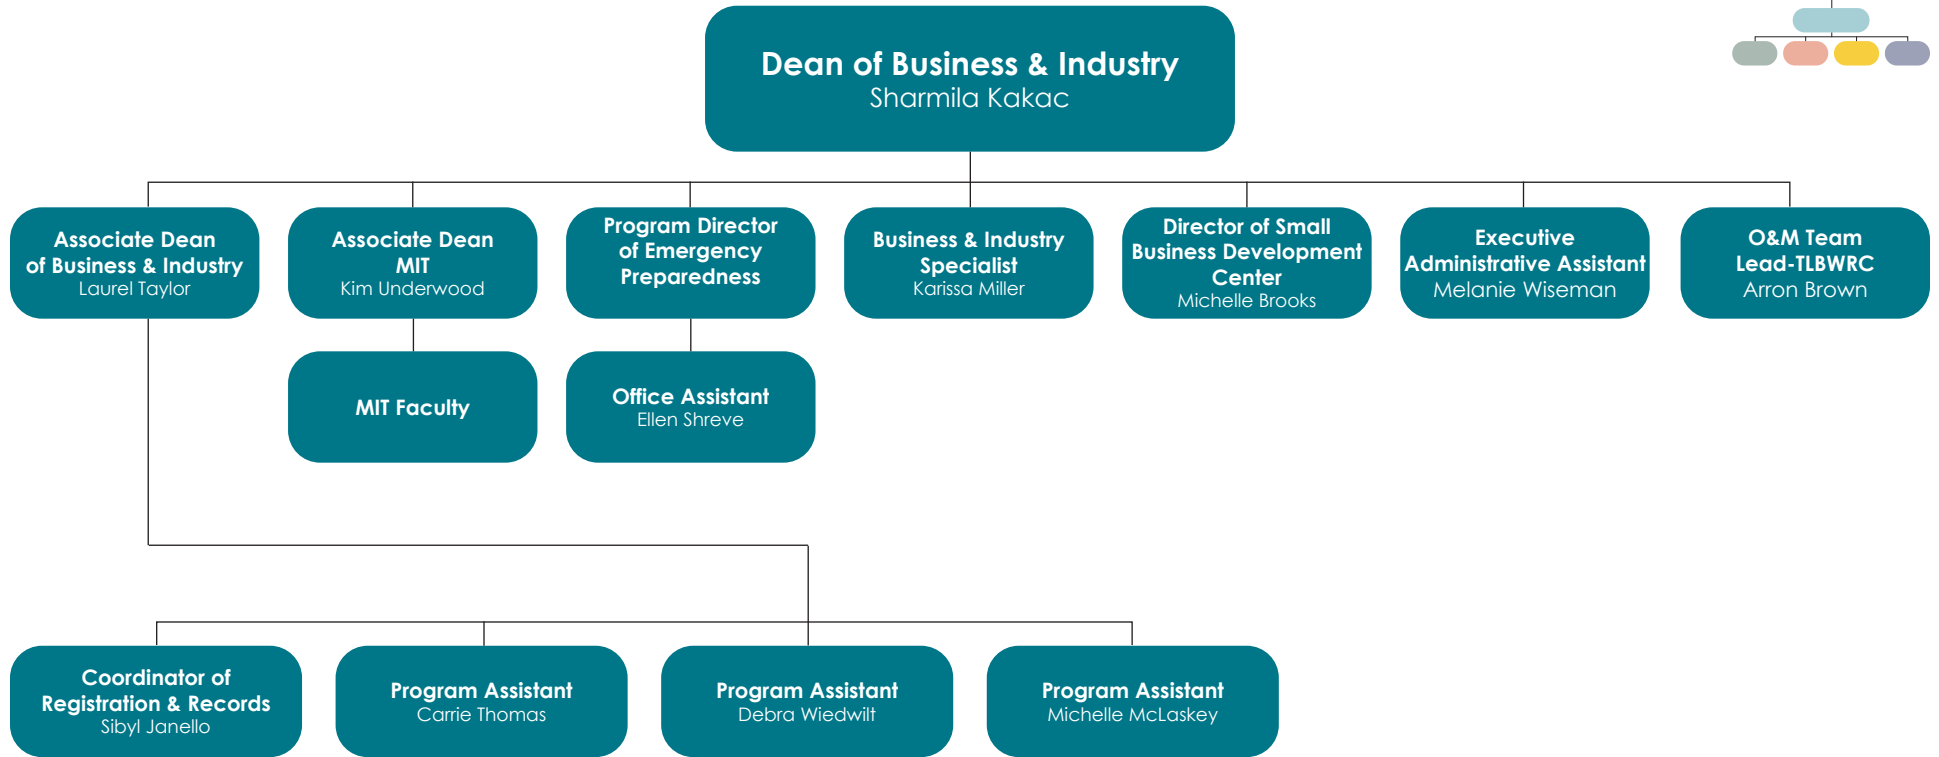 Dean of Business & Industry
Sharmila Kakac
Associate Dean
of Business & Industry
Laurel Taylor
Associate Dean
MIT
Kim Underwood
Program Director
of Emergency
Preparedness
Business & Industry
Specialist
Karissa Miller
Director of Small
Business Development
Center
Michelle Brooks
Executive
Administrative Assistant
Melanie Wiseman
O&M Team
Lead-TLBWRC
Arron Brown
MIT Faculty
Office Assistant
Ellen Shreve
Coordinator of
Registration & Records
Sibyl Janello
Program Assistant
Carrie Thomas
Program Assistant
Debra Wiedwilt
Program Assistant
Michelle McLaskey